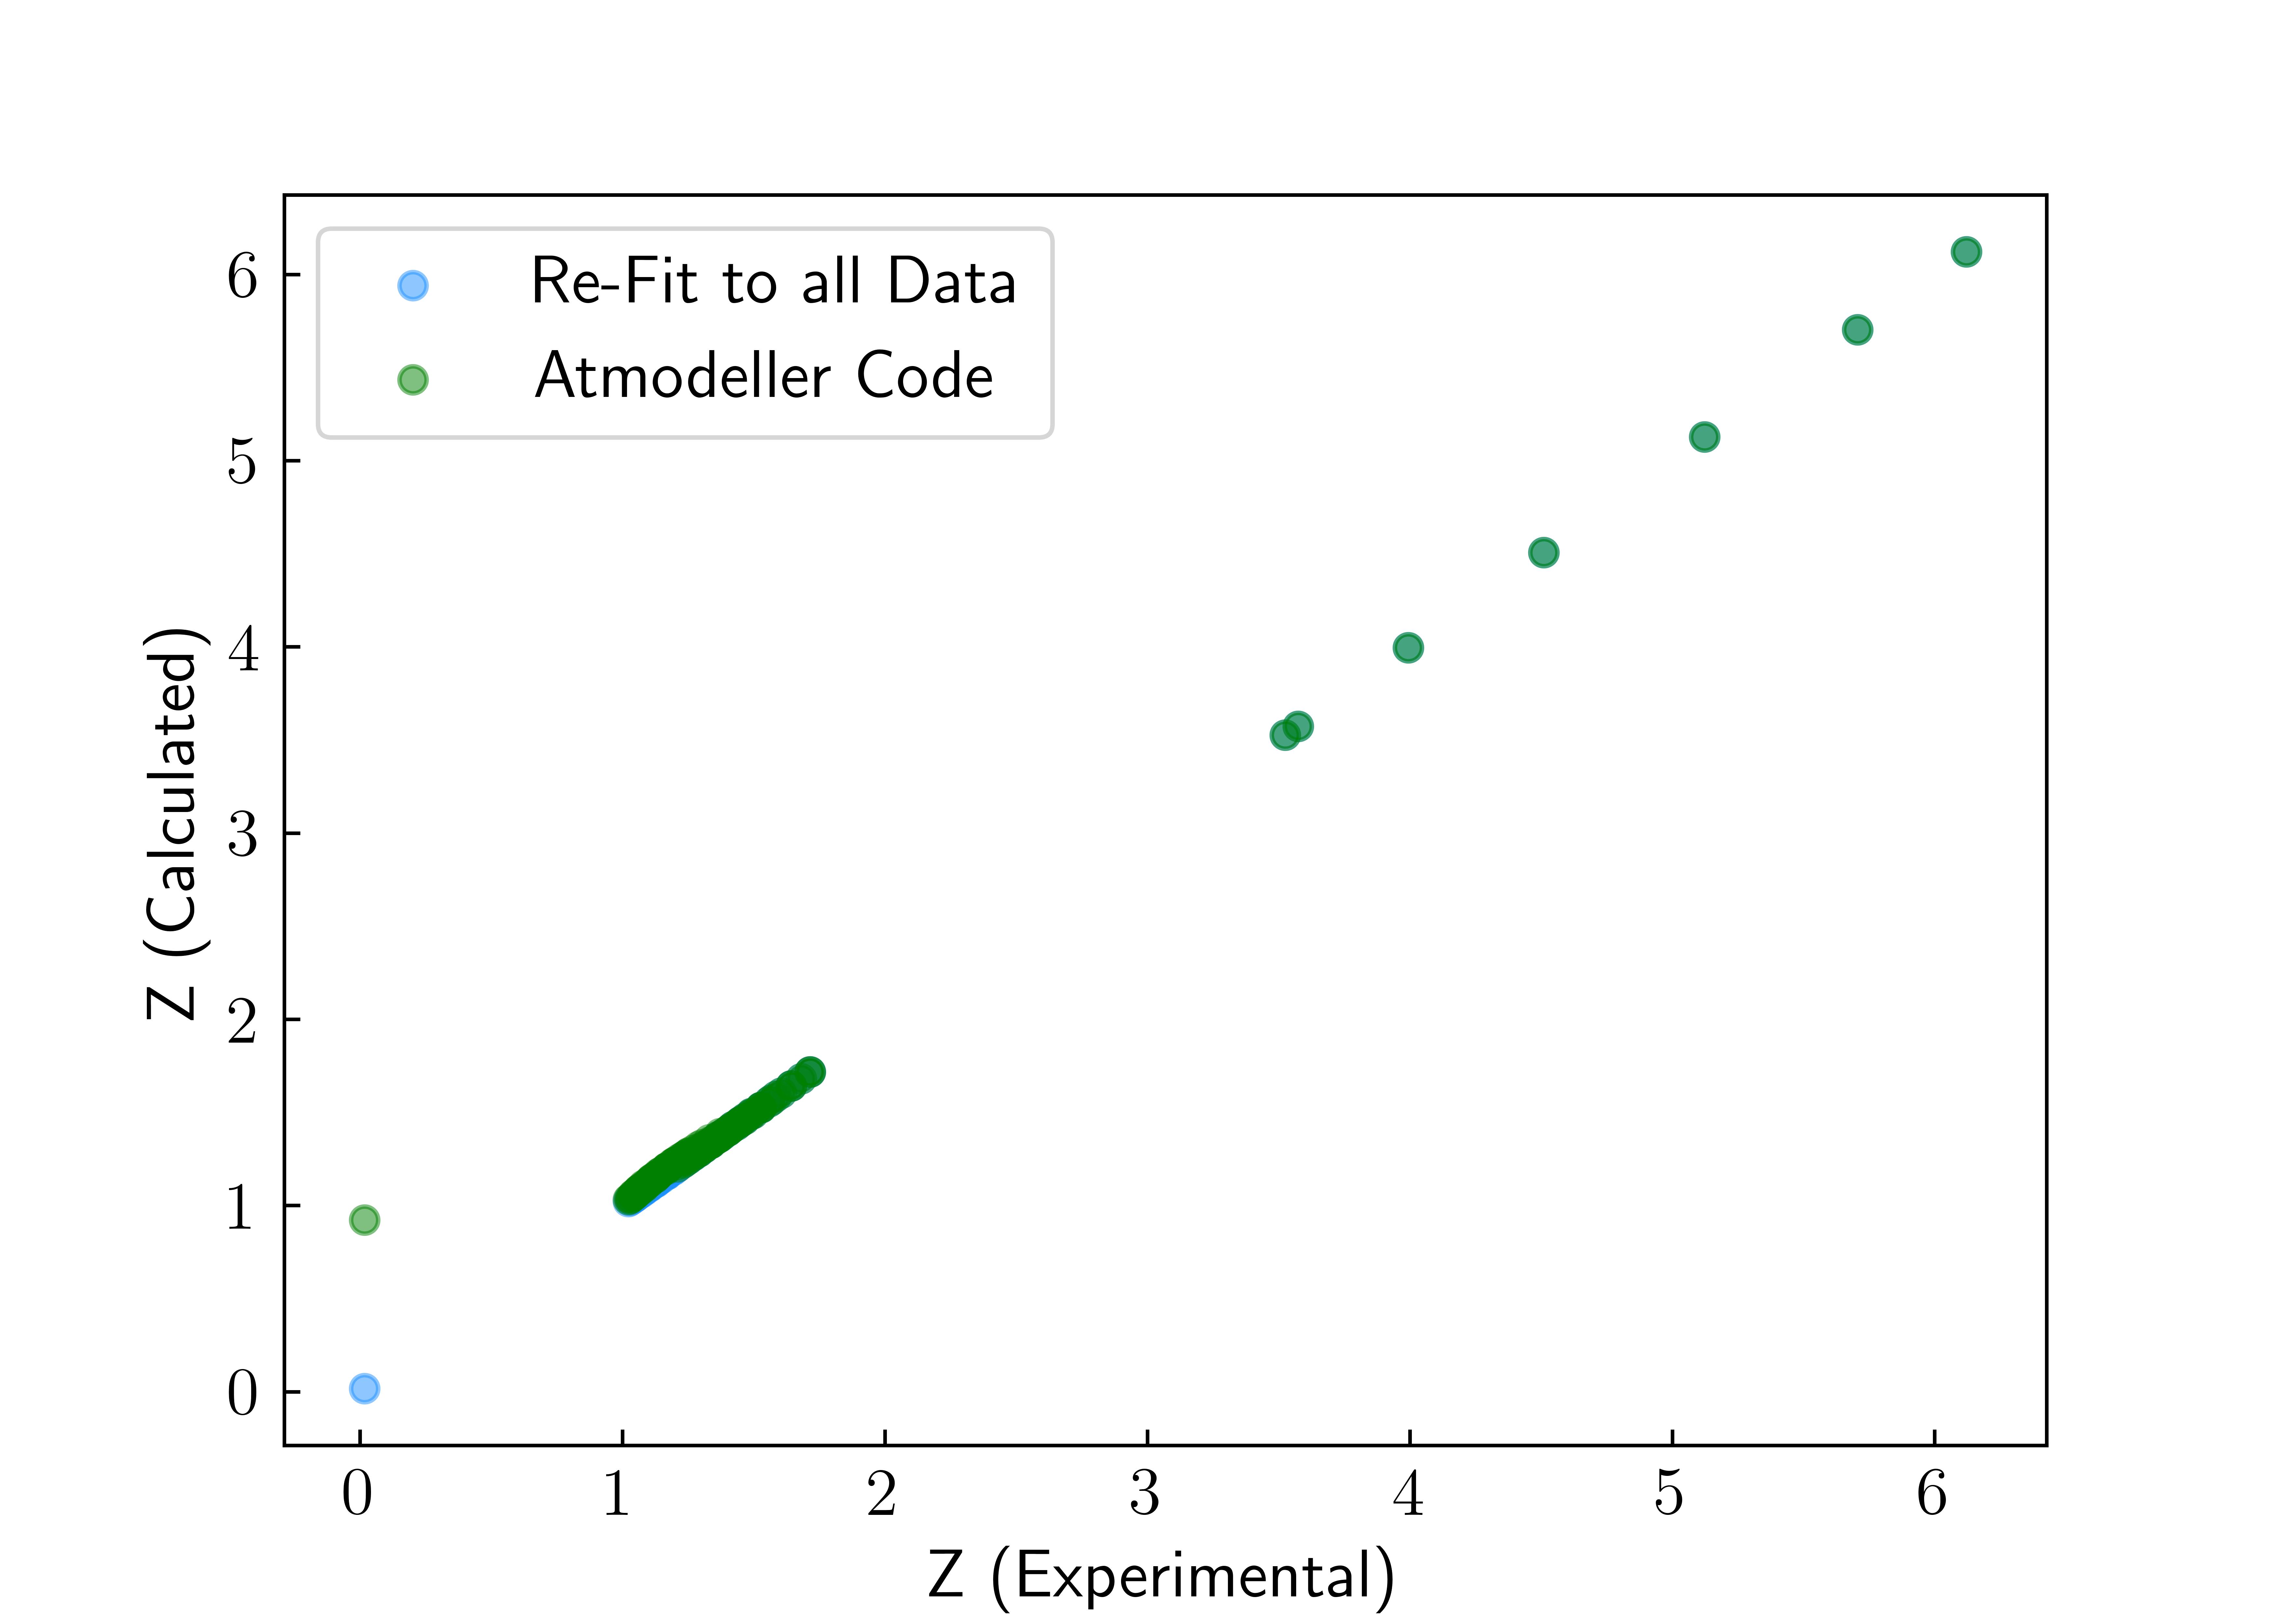 Re-Fit to all Data
Atmodeller Code
6
5
4
3
2
1
0
Z (Calculated)
0 1 2 3 4 5 6
Z (Experimental)